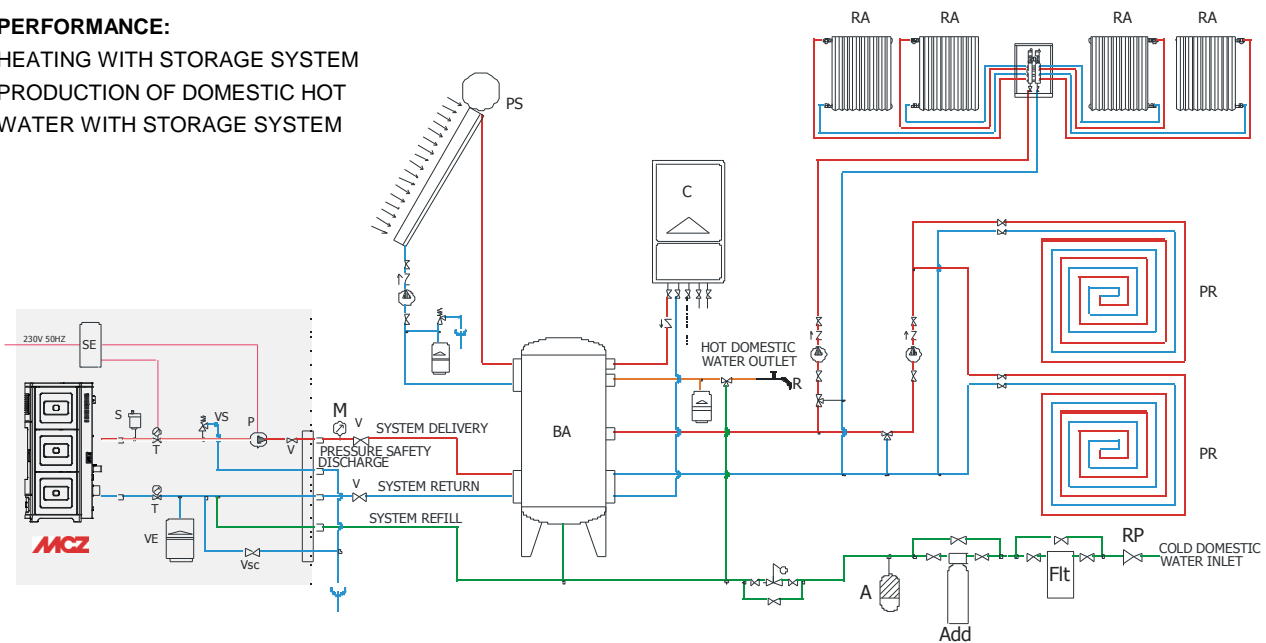 PERFORMANCE:
HEATING WITH STORAGE SYSTEM
PRODUCTION OF DOMESTIC HOT
WATER WITH STORAGE SYSTEM
RA
RA
RA
RA
PS
C
PR
230V 50HZ
SE
HOT DOMESTIC
WATER OUTLET
R
S
VS
P
M
V
SYSTEM DELIVERY
BA
T
V
PRESSURE SAFETY
DISCHARGE
PR
V
SYSTEM RETURN
T
SYSTEM REFILL
VE
MCZ
Vsc
RP
COLD DOMESTIC
WATER INLET
Flt
A
Add